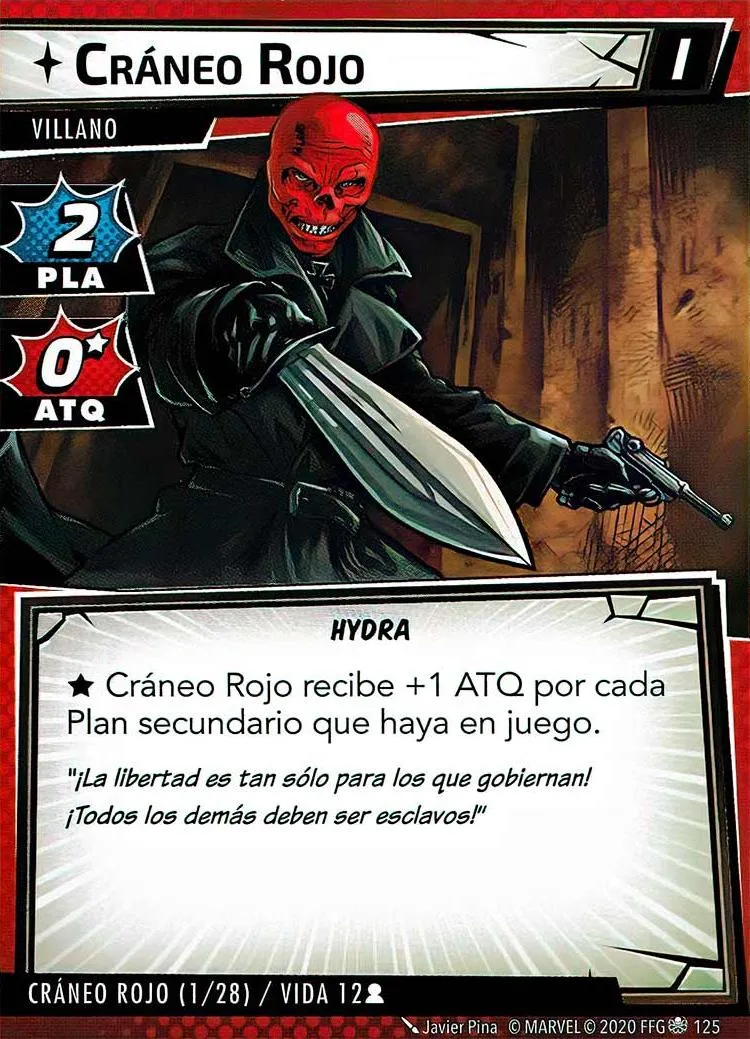 CRÁNEO ROJO
I
VILLANO
2
PLA
0
ATQ
HYDRA
★ Cráneo Rojo recibe +1 ATQ por cada
Plan secundario que haya en juego.
"¡La libertad es tan sólo para los que gobiernan!
¡Todos los demás deben ser esclavos!"
CRÁNEO ROJO (1/28) / VIDA 12
Javier Pina © MARVEL © 2020 FFG 125